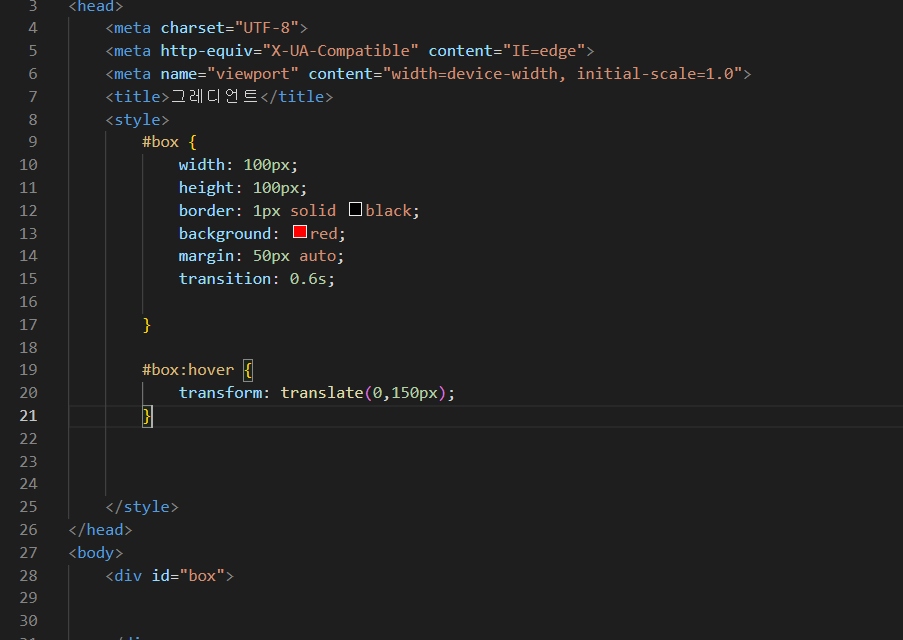 3 <head>
4 <meta charset="UTF-8">
5 <meta http-equiv="X-UA-Compatible" content="IE=edge">
6 <meta name="viewport" content="width=device-width, initial-scale=1.0">
7 <title>그레디언트</title>
8 <style>
9 #box {
10 width: 100px;
11 height: 100px;
12 border: 1px solid black;
13 background: red;
14 margin: 50px auto;
15 transition: 0.6s;
16
17 }
18
19 #box:hover {
20 transform: translate(0,150px);
21 }
22
23
24
25 </style>
26 </head>
27 <body>
28 <div id="box">
29
30